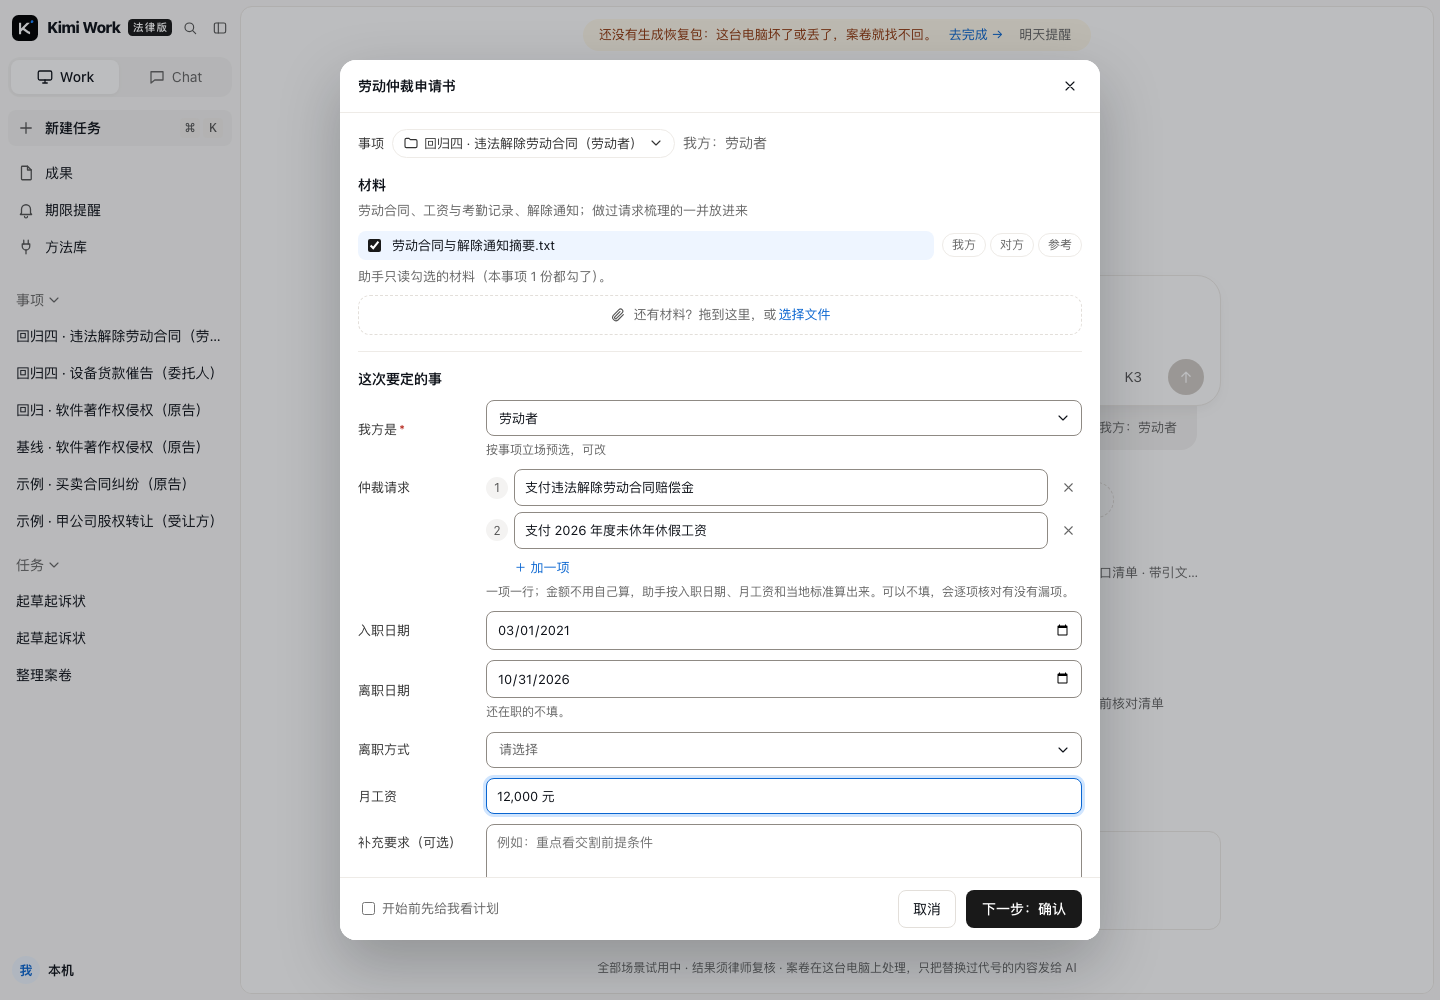 Kimi Work 法律版
Work
Chat
新建任务 ⌘ K
成果
期限提醒
方法库
事项
回归四 · 违法解除劳动合同（劳...
回归四 · 设备货款催告（委托人）
回归 · 软件著作权侵权（原告）
基线 · 软件著作权侵权（原告）
示例 · 买卖合同纠纷（原告）
示例 · 甲公司股权转让（受让方）
任务
起草起诉状
起草起诉状
整理案卷
我 本机
还没有生成恢复包：这台电脑坏了或丢了，案卷就找不回。 去完成 → 明天提醒
劳动仲裁申请书
事项 回归四 · 违法解除劳动合同（劳动者） 我方：劳动者
材料
劳动合同、工资与考勤记录、解除通知；做过请求梳理的一并放进来
劳动合同与解除通知摘要.txt 我方 对方 参考
助手只读勾选的材料（本事项 1 份都勾了）。
还有材料？拖到这里，或 选择文件
这次要定的事
我方是* 劳动者
按事项立场预选，可改
仲裁请求 1 支付违法解除劳动合同赔偿金
2 支付 2026 年度未休年休假工资
+ 加一项
一项一行；金额不用自己算，助手按入职日期、月工资和当地标准算出来。可以不填，会逐项核对有没有漏项。
入职日期 03/01/2021
离职日期 10/31/2026
还在职的不填。
离职方式 请选择
月工资 12,000 元
补充要求（可选） 例如：重点看交割前提条件
开始前先给我看计划 取消 下一步：确认
K3
我方：劳动者
口清单 · 带引文...
前核对清单
全部场景试用中 · 结果须律师复核 · 案卷在这台电脑上处理，只把替换过代号的内容发给 AI